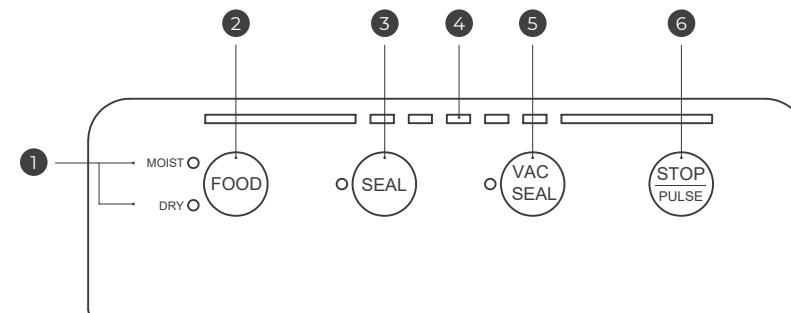 2 3 4 5 6
1
MOIST
DRY
FOOD
SEAL
VAC
SEAL
STOP
PULSE